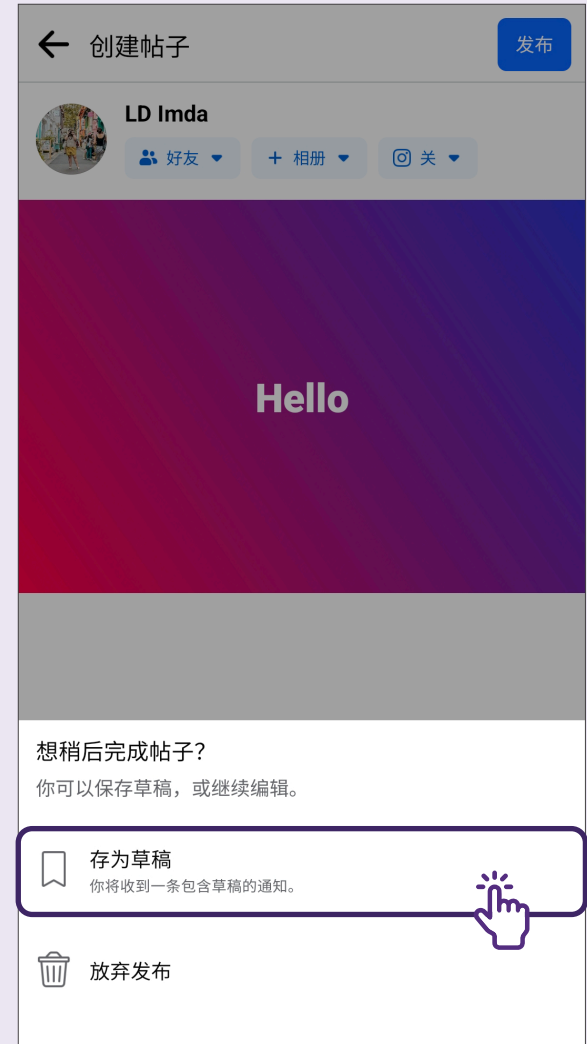 创建帖子
发布
LD Imda
好友
+ 相册
关
Hello
想稍后完成帖子？
你可以保存草稿，或继续编辑。
存为草稿
你将收到一条包含草稿的通知。
放弃发布